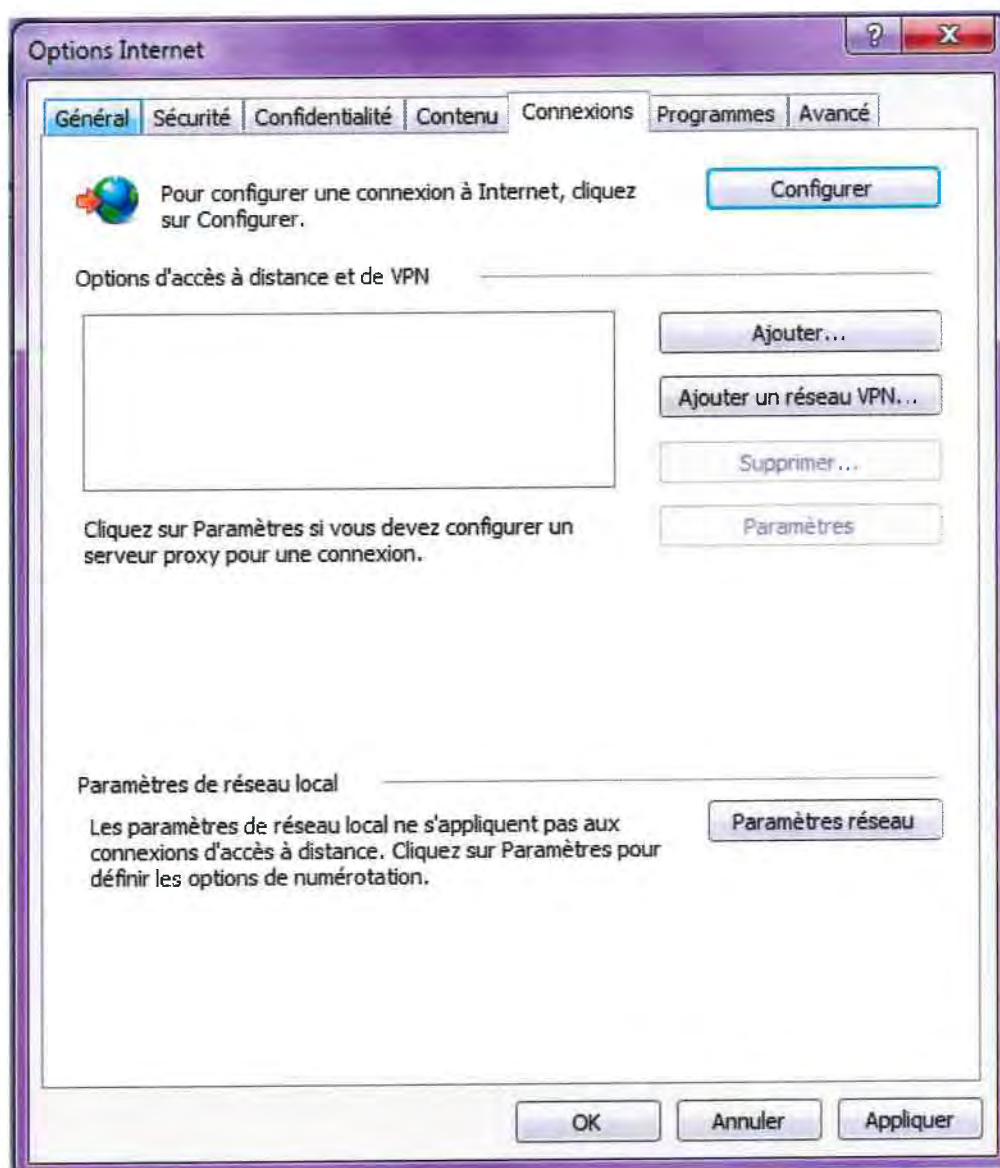 Options Internet
?
X
Général Sécurité Confidentialité Contenu Connexions Programmes Avancé
Pour configurer une connexion à Internet, cliquez
sur Configurer.
Configurer
Options d'accès à distance et de VPN
Ajouter...
Ajouter un réseau VPN...
Supprimer...
Paramètres
Cliquez sur Paramètres si vous devez configurer un
serveur proxy pour une connexion.
Paramètres de réseau local
Les paramètres de réseau local ne s'appliquent pas aux
connexions d'accès à distance. Cliquez sur Paramètres pour
définir les options de numérotation.
Paramètres réseau
OK Annuler Appliquer